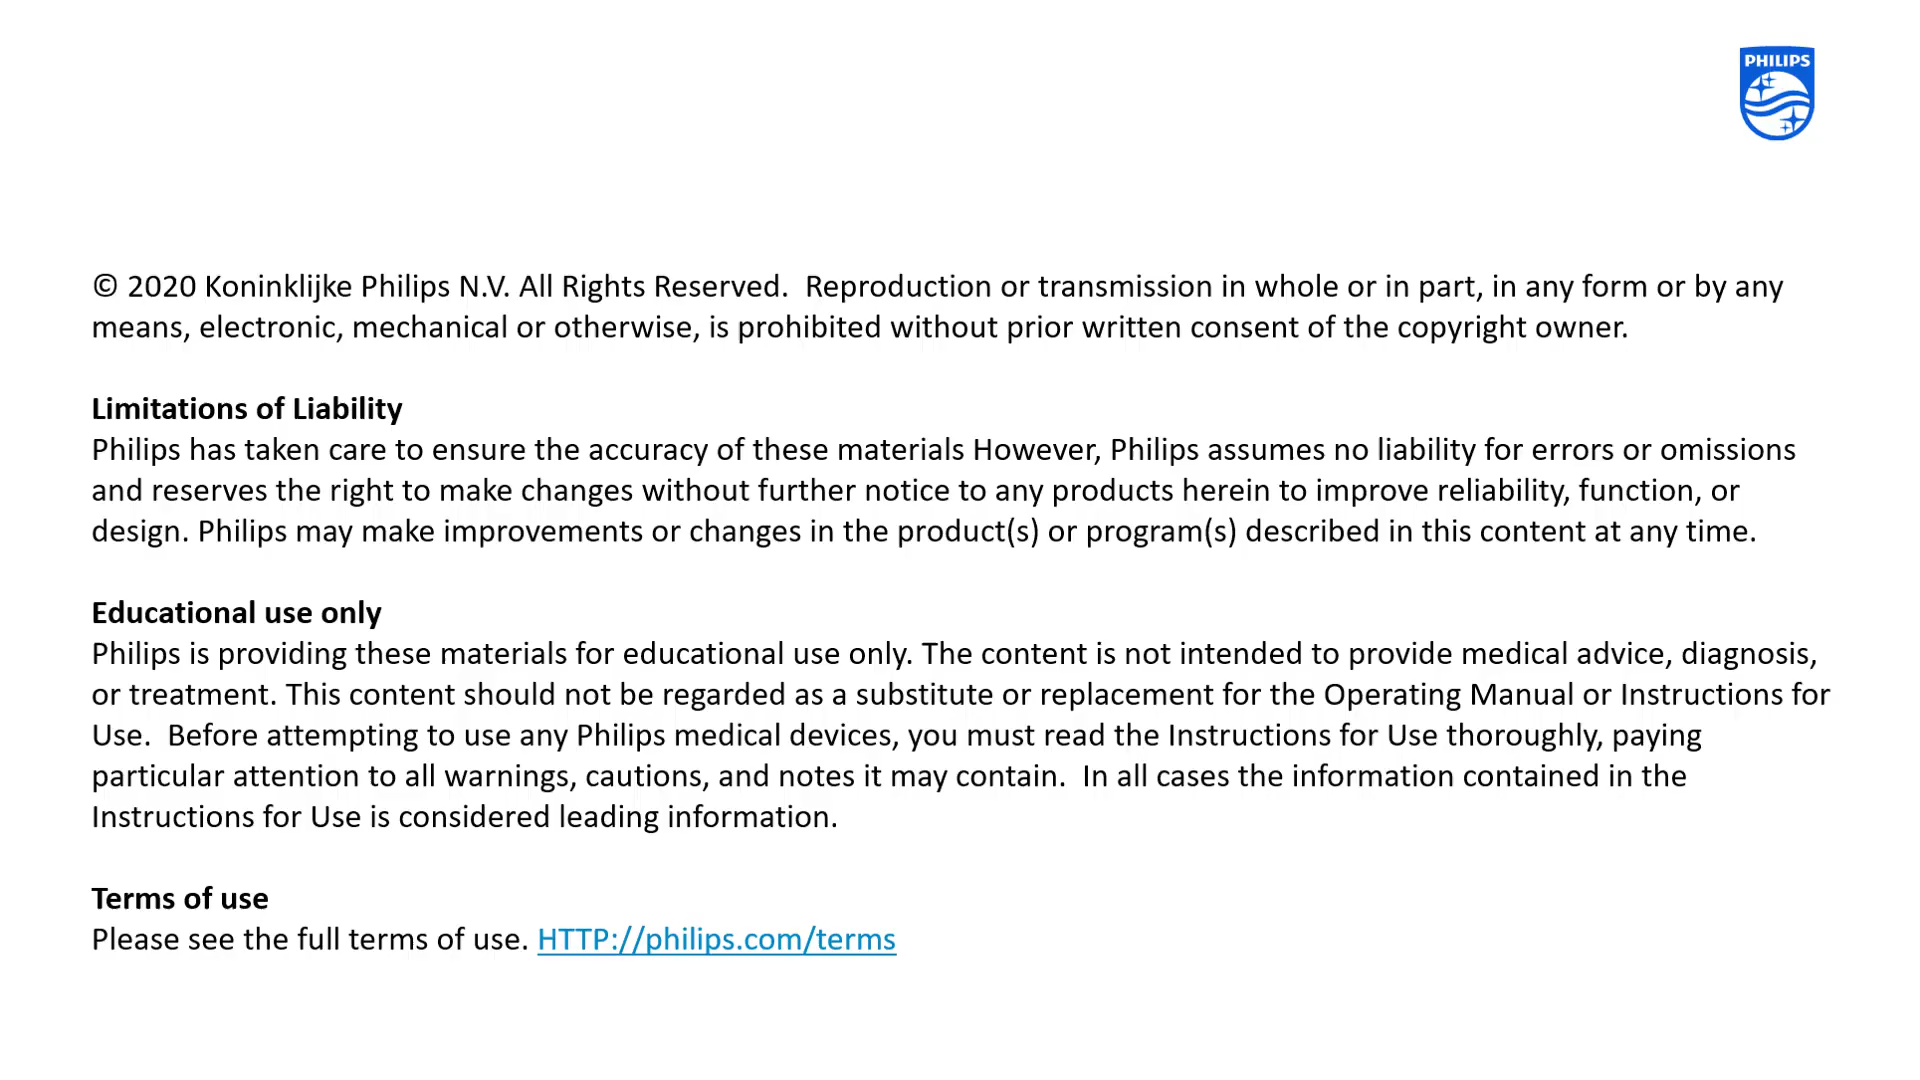 PHILIPS
© 2020 Koninklijke Philips N.V. All Rights Reserved.  Reproduction or transmission in whole or in part, in any form or by any
means, electronic, mechanical or otherwise, is prohibited without prior written consent of the copyright owner.
Limitations of Liability
Philips has taken care to ensure the accuracy of these materials However, Philips assumes no liability for errors or omissions
and reserves the right to make changes without further notice to any products herein to improve reliability, function, or
design. Philips may make improvements or changes in the product(s) or program(s) described in this content at any time.
Educational use only
Philips is providing these materials for educational use only. The content is not intended to provide medical advice, diagnosis,
or treatment. This content should not be regarded as a substitute or replacement for the Operating Manual or Instructions for
Use.  Before attempting to use any Philips medical devices, you must read the Instructions for Use thoroughly, paying
particular attention to all warnings, cautions, and notes it may contain.  In all cases the information contained in the
Instructions for Use is considered leading information.
Terms of use
Please see the full terms of use. HTTP://philips.com/terms